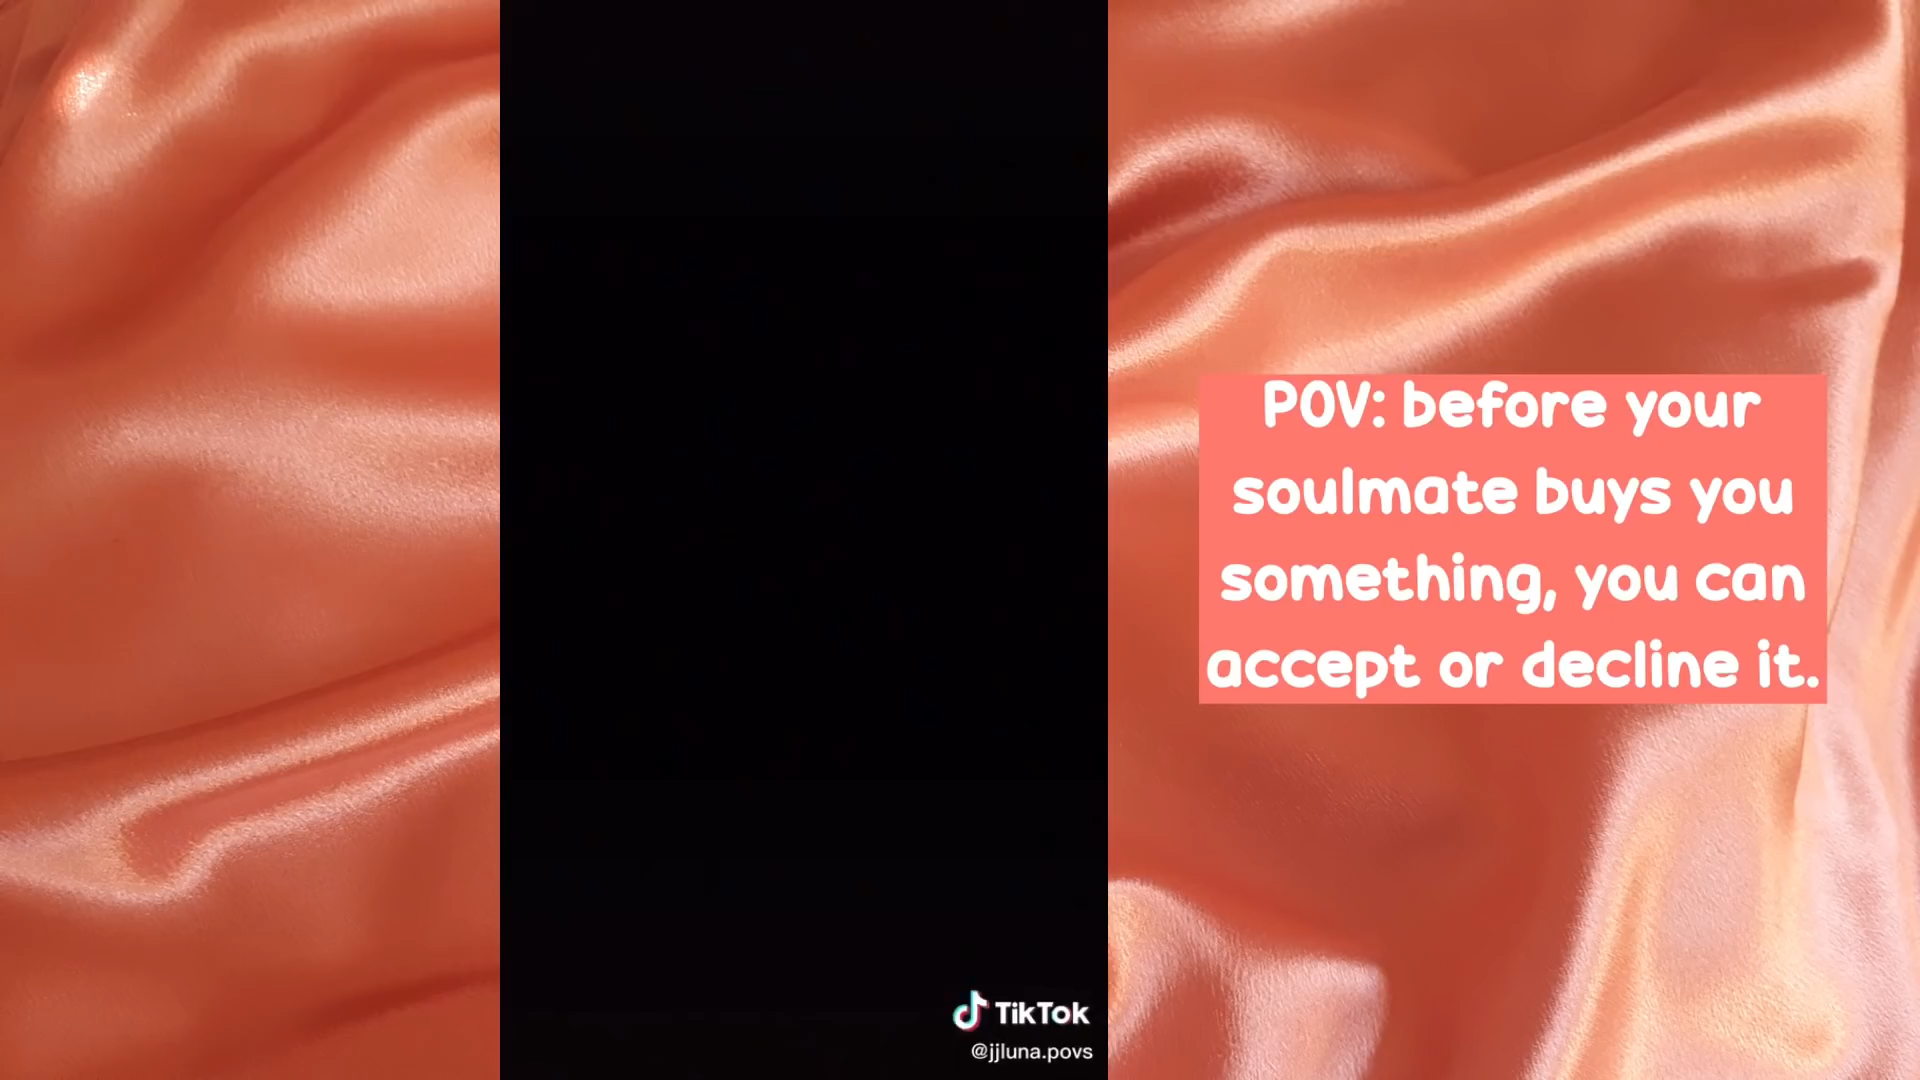 POV: before your
soulmate buys you
something, you can
accept or decline it.
TikTok
@jjluna.povs